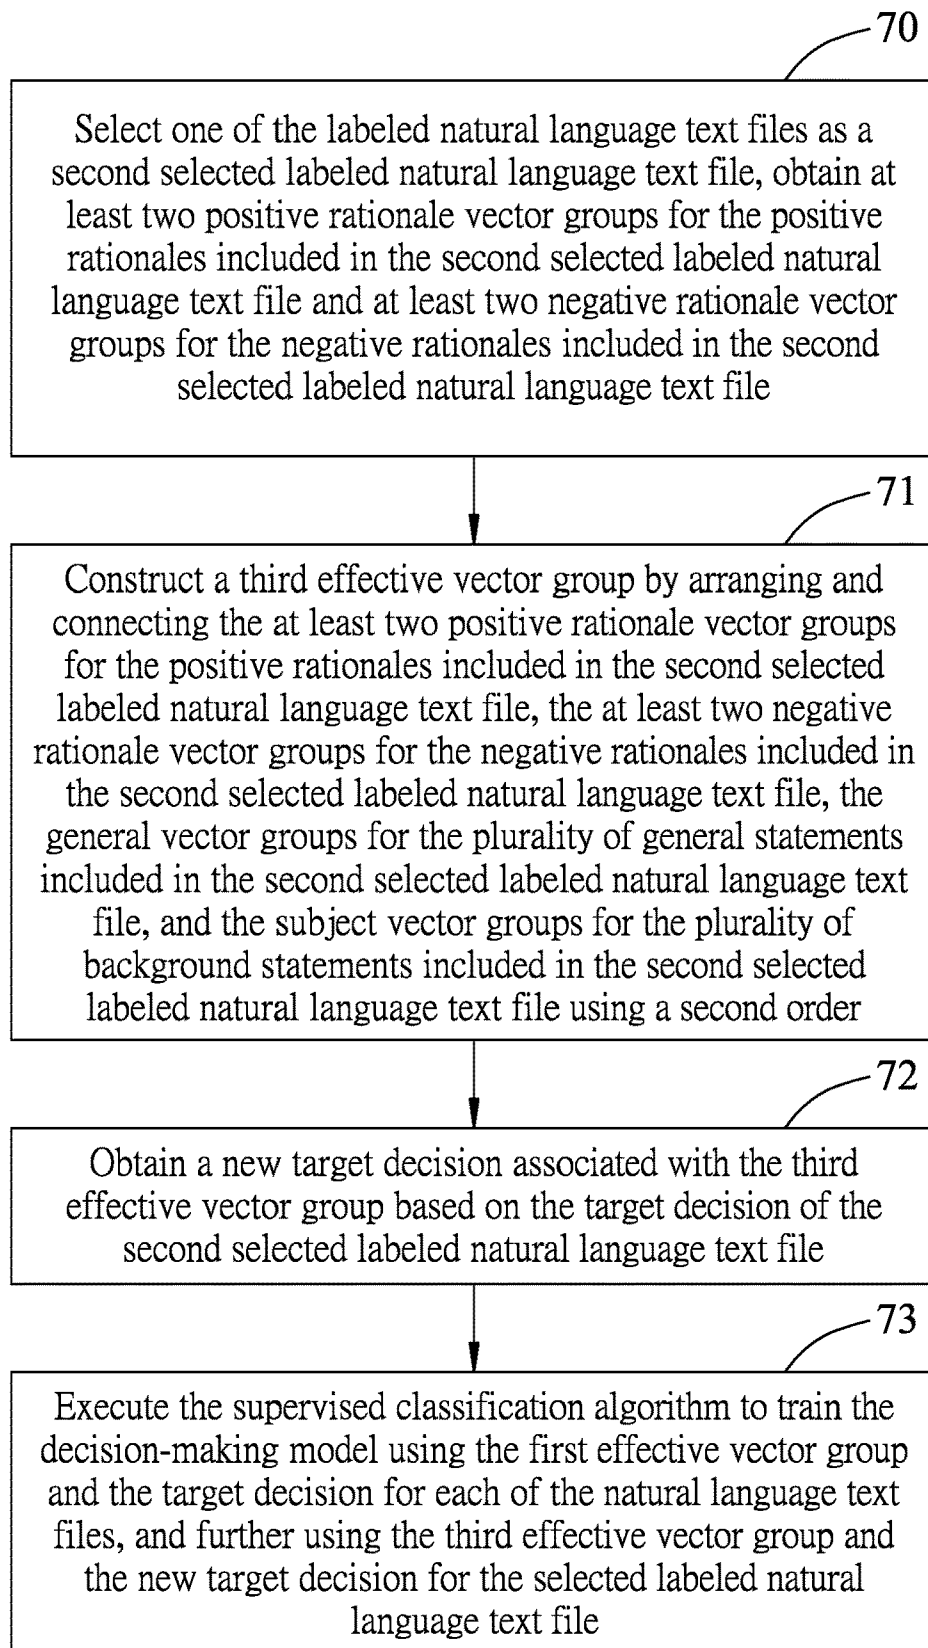 70
Select one of the labeled natural language text files as a
second selected labeled natural language text file, obtain at
least two positive rationale vector groups for the positive
rationales included in the second selected labeled natural
language text file and at least two negative rationale vector
groups for the negative rationales included in the second
selected labeled natural language text file
71
Construct a third effective vector group by arranging and
connecting the at least two positive rationale vector groups
for the positive rationales included in the second selected
labeled natural language text file, the at least two negative
rationale vector groups for the negative rationales included in
the second selected labeled natural language text file, the
general vector groups for the plurality of general statements
included in the second selected labeled natural language text
file, and the subject vector groups for the plurality of
background statements included in the second selected
labeled natural language text file using a second order
72
Obtain a new target decision associated with the third
effective vector group based on the target decision of the
second selected labeled natural language text file
73
Execute the supervised classification algorithm to train the
decision-making model using the first effective vector group
and the target decision for each of the natural language text
files, and further using the third effective vector group and
the new target decision for the selected labeled natural
language text file